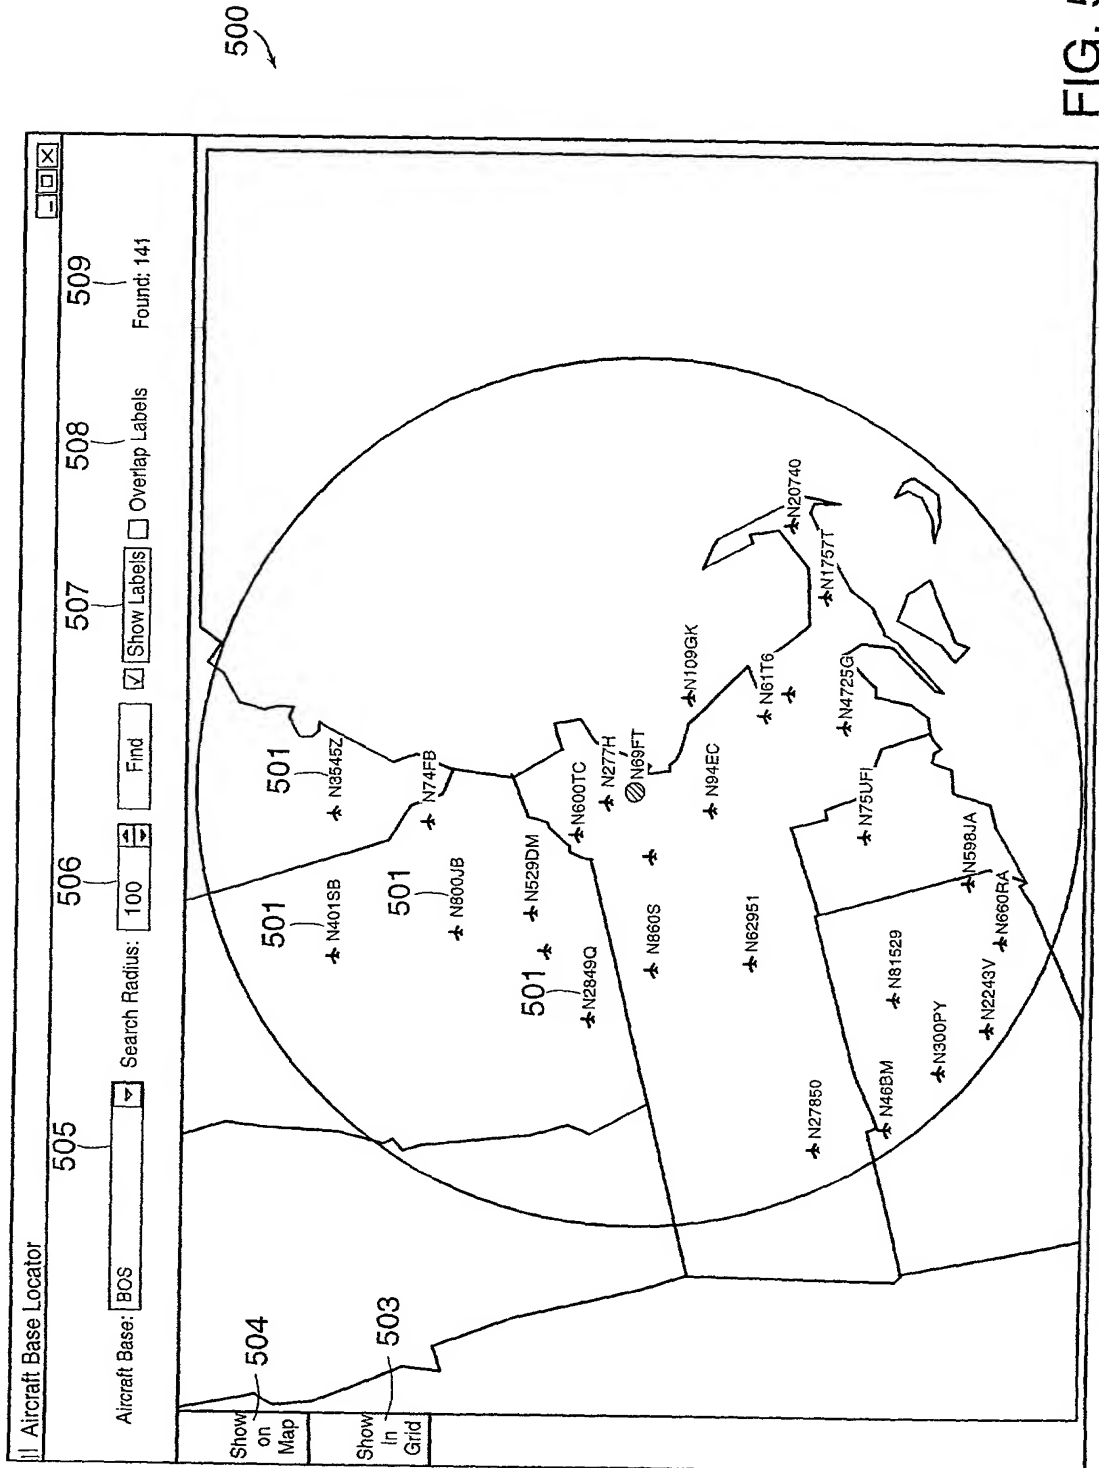 500
Aircraft Base Locator
505
506
507
508
509
Aircraft Base: BOS
Search Radius: 100
Find
Show Labels
Overlap Labels
Found: 141
504
Show on Map
503
Show In Grid
501
N401SB
501
N3545Z
501
N800JB
N74FB
501
N2849Q
N529DM
N600TC
N277H
N69FT
N860S
N109GK
N94EC
N62951
N61T6
N20740
N1757T
N27850
N4725G
N75UFI
N46BM
N81529
N300PY
N598JA
N2243V
N660RA
FIG. 5